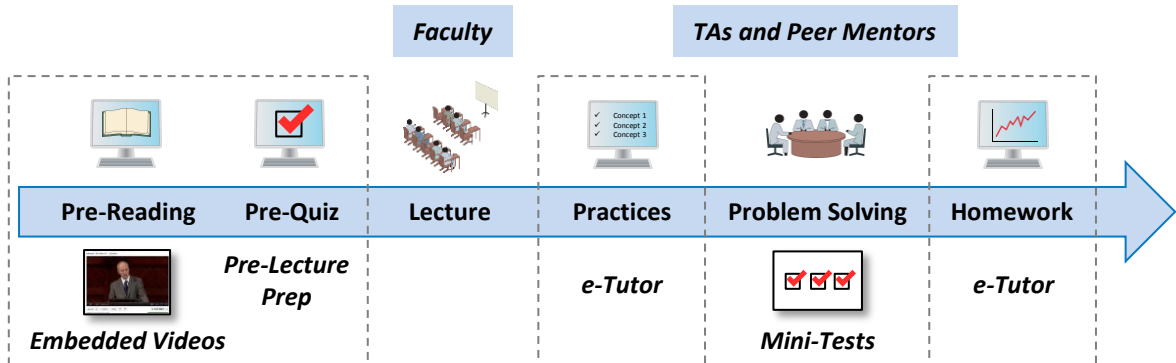 Faculty
TAs and Peer Mentors
✓ Concept 1
✓ Concept 2
✓ Concept 3
Pre-Reading
Pre-Quiz
Lecture
Practices
Problem Solving
Homework
Pre-Lecture
Prep
e-Tutor
e-Tutor
Embedded Videos
Mini-Tests